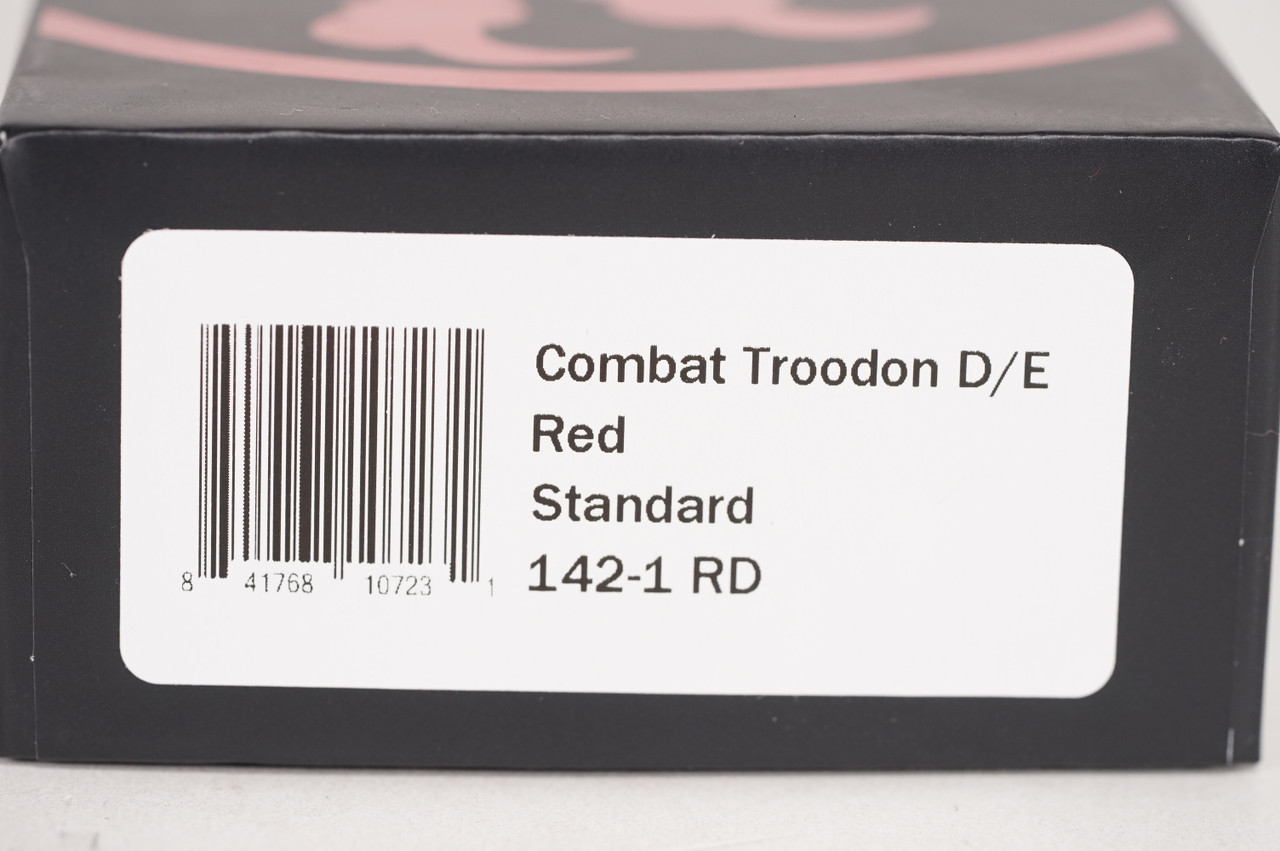 Combat Troodon D/E
Red
Standard
142-1 RD
8 41768 10723 1